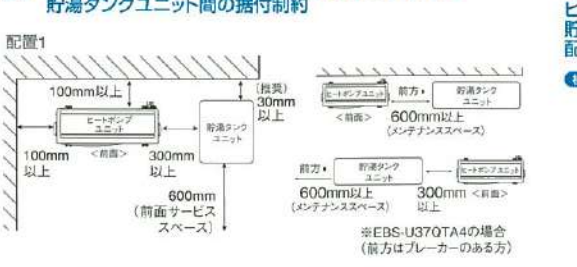 貯湯タンクユニット間の据付制約
配置1
100mm以上
(推奨)
30mm
以上
ヒートポンプ
ユニット
<前面>
貯湯タンク
ユニット
100mm
以上
300mm
以上
600mm
(前面サービス
スペース)
ヒートポンプユニット
<前面>
前方
貯湯タンク
ユニット
600mm以上
(メンテナンススペース)
前方
貯湯タンク
ユニット
ヒートポンプユニット
600mm以上
(メンテナンススペース)
300mm
以上
<前面>
※EBS-U37QTA4の場合
(前方はブレーカーのある方)
貯
配